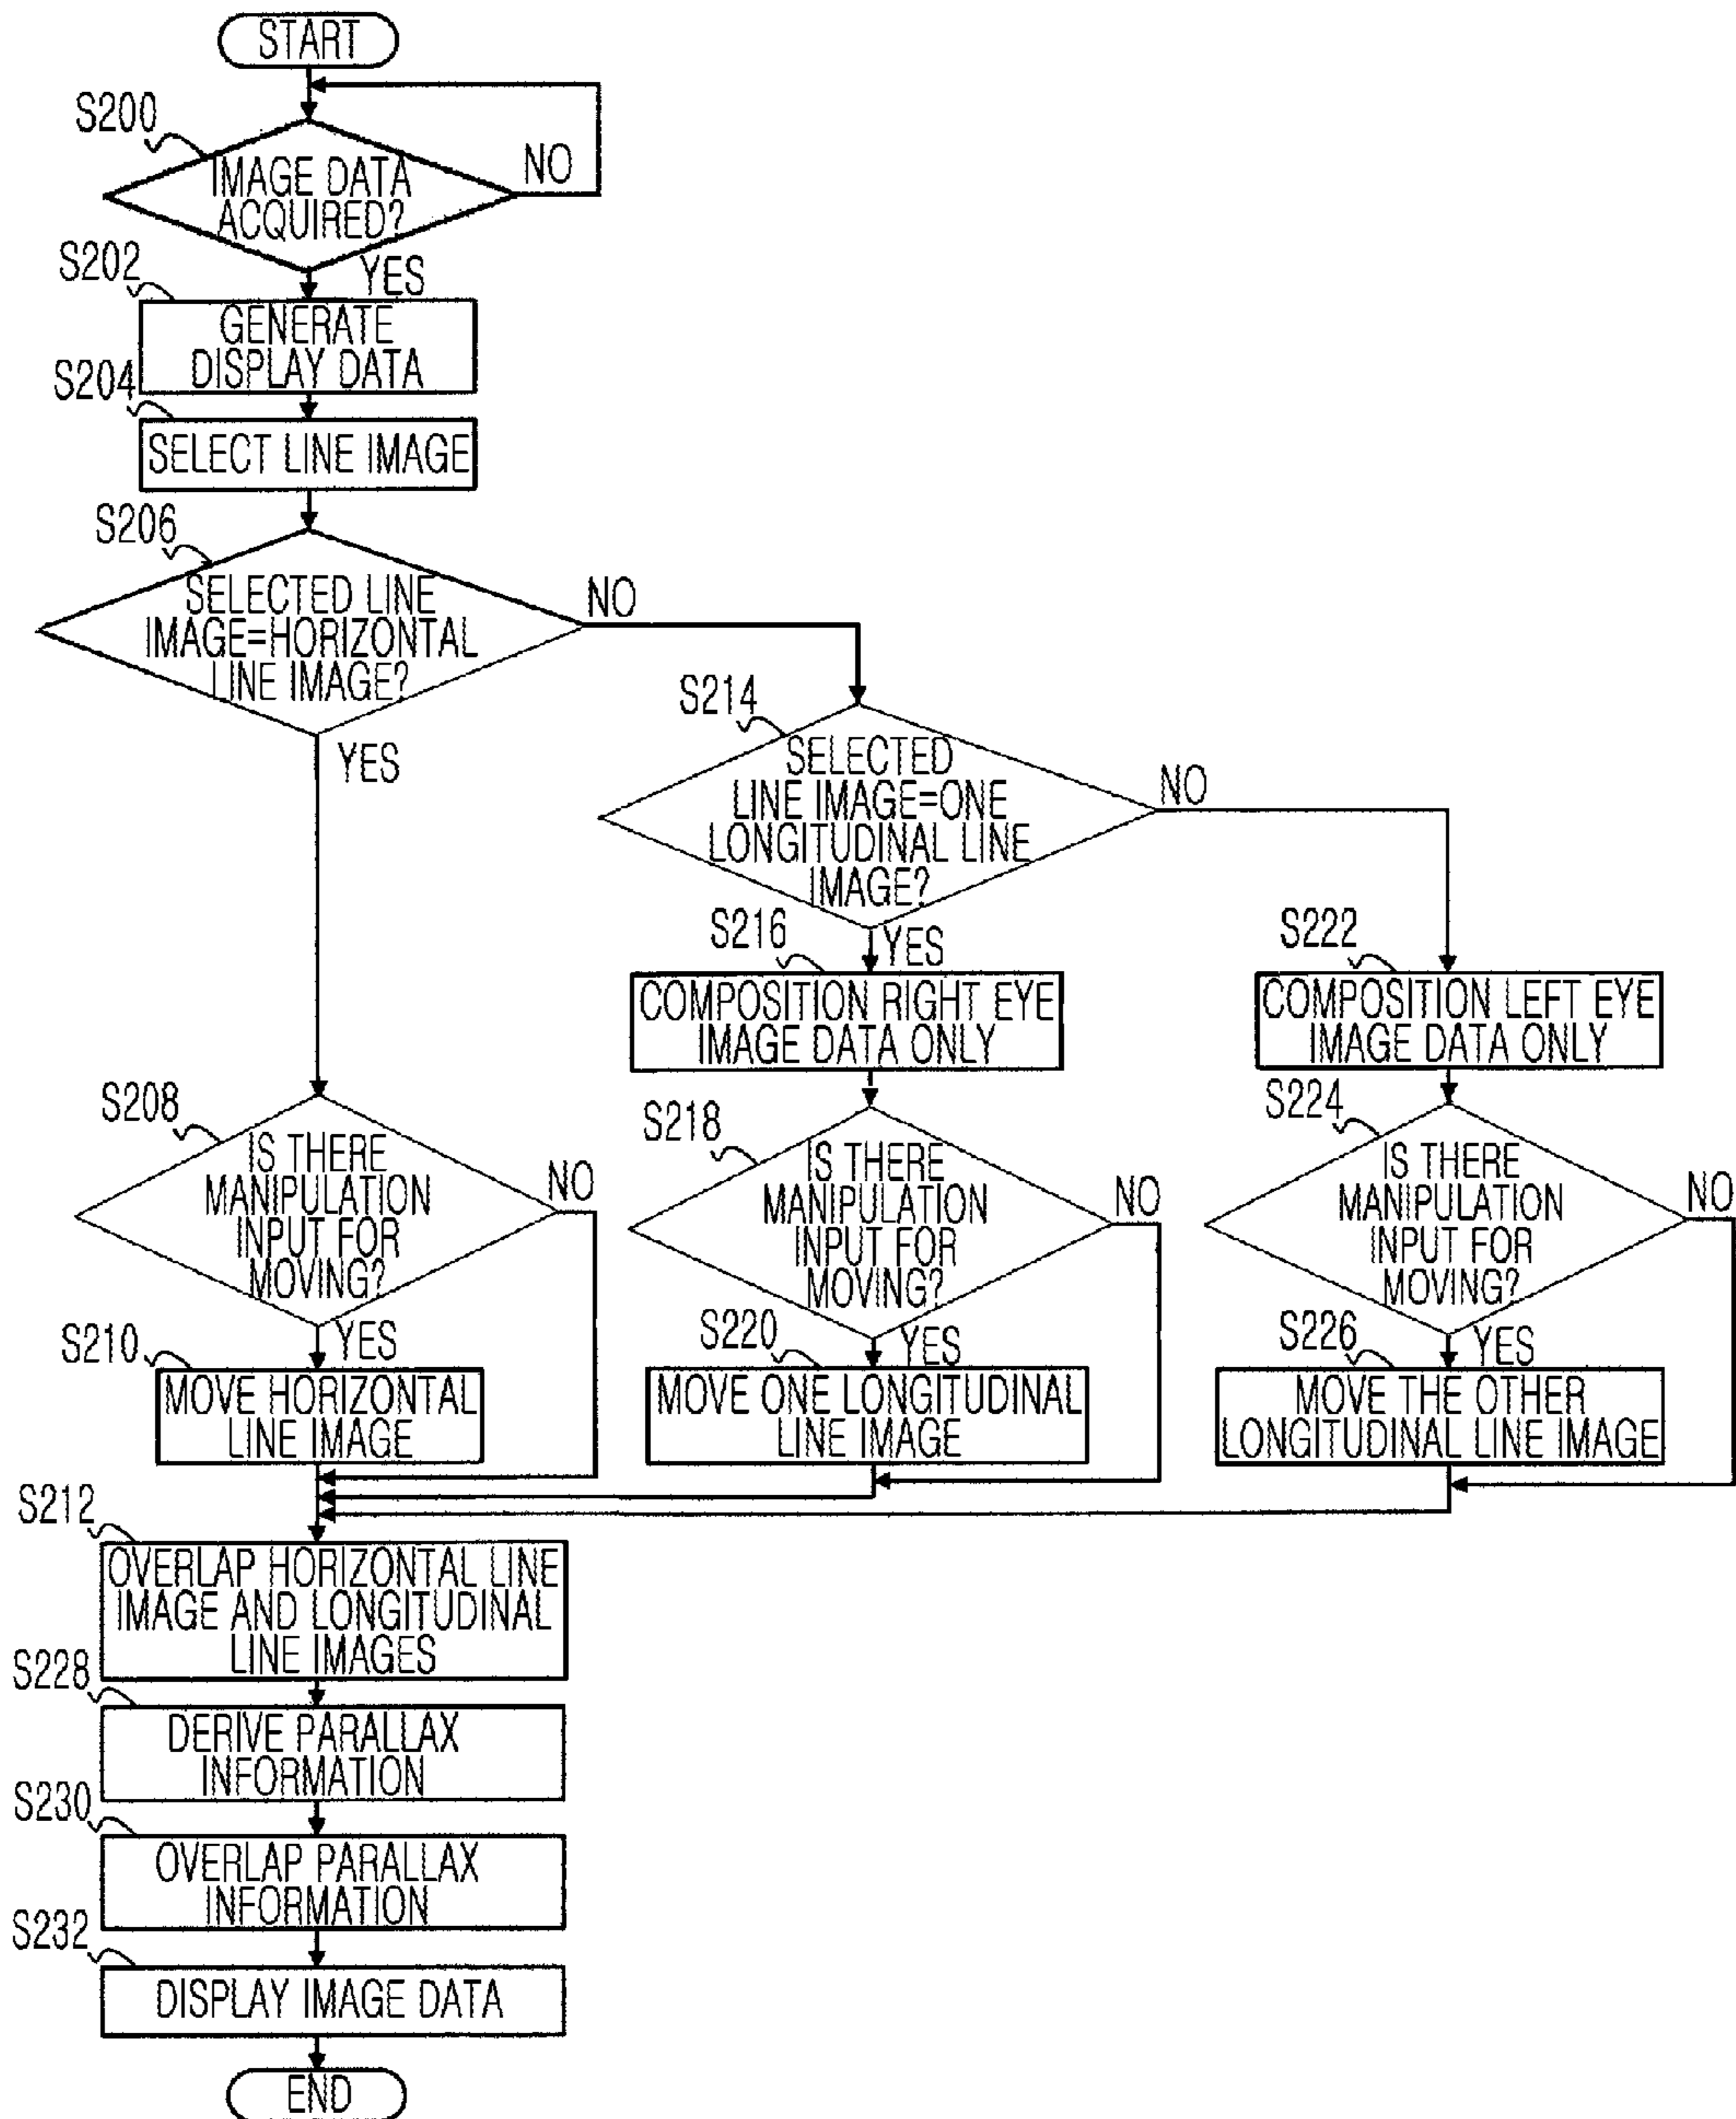 START
S200
IMAGE DATA
ACQUIRED?
NO
YES
S202
GENERATE
DISPLAY DATA
S204
SELECT LINE IMAGE
S206
SELECTED LINE
IMAGE=HORIZONTAL
LINE IMAGE?
NO
YES
S214
SELECTED
LINE IMAGE=ONE
LONGITUDINAL LINE
IMAGE?
NO
YES
S216
COMPOSITION RIGHT EYE
IMAGE DATA ONLY
S222
COMPOSITION LEFT EYE
IMAGE DATA ONLY
S208
IS THERE
MANIPULATION
INPUT FOR
MOVING?
NO
YES
S218
IS THERE
MANIPULATION
INPUT FOR
MOVING?
NO
YES
S224
IS THERE
MANIPULATION
INPUT FOR
MOVING?
NO
YES
S210
MOVE HORIZONTAL
LINE IMAGE
S220
MOVE ONE LONGITUDINAL
LINE IMAGE
S226
MOVE THE OTHER
LONGITUDINAL LINE IMAGE
S212
OVERLAP HORIZONTAL LINE
IMAGE AND LONGITUDINAL
LINE IMAGES
S228
DERIVE PARALLAX
INFORMATION
S230
OVERLAP PARALLAX
INFORMATION
S232
DISPLAY IMAGE DATA
END